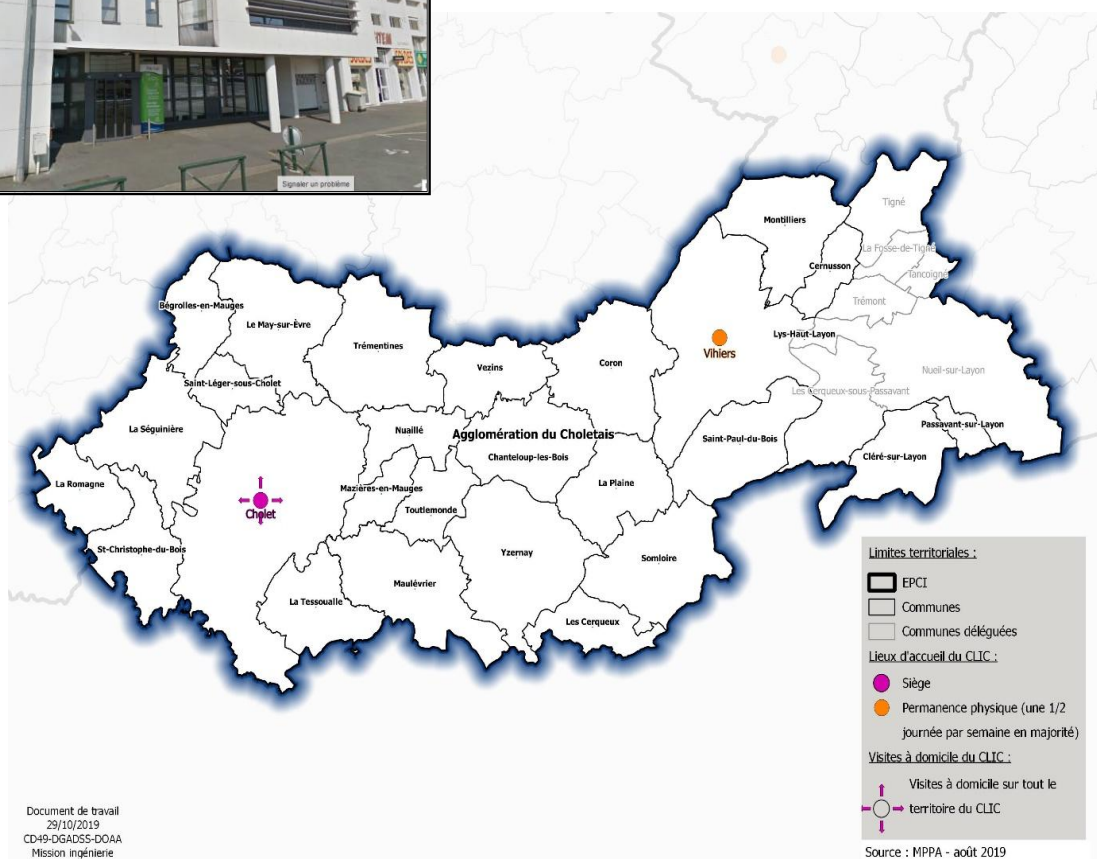 ITEM
SOLDES
SOLDES
Signaler un problème
Tigné
Montilliers
La Fosse-de-Tigné
Cernusson
Tancoigné
Bégrolles-en-Mauges
Le May-sur-Èvre
Trémont
Lys-Haut-Layon
Trémentines
Vihiers
Vezins
Coron
Nueil-sur-Layon
Saint-Léger-sous-Cholet
Les Cerqueux-sous-Passavant
La Séguinière
Nuaillé
Agglomération du Choletais
Saint-Paul-du-Bois
Passavant-sur-Layon
Chanteloup-les-Bois
Cléré-sur-Layon
La Romagne
Mazières-en-Mauges
La Plaine
Cholet
Toutlemonde
St-Christophe-du-Bois
Yzernay
Somloire
Maulévrier
La Tessoualle
Les Cerqueux
Limites territoriales :
EPCI
Communes
Communes déléguées
Lieux d'accueil du CLIC :
Siège
Permanence physique (une 1/2
journée par semaine en majorité)
Visites à domicile du CLIC :
Visites à domicile sur tout le
territoire du CLIC
Document de travail
29/10/2019
CD49-DGADSS-DOAA
Mission ingénierie
Source : MPPA - août 2019